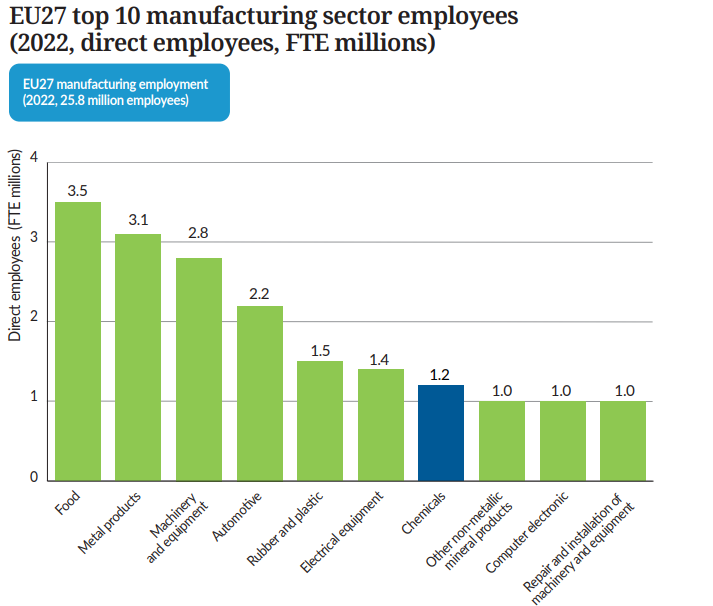 EU27 top 10 manufacturing sector employees
(2022, direct employees, FTE millions)
EU27 manufacturing employment
(2022, 25.8 million employees)
Direct employees (FTE millions)
4
3
2
1
0
3.5
3.1
2.8
2.2
1.5
1.4
1.2
1.0
1.0
1.0
Food
Metal products
Machinery
and equipment
Automotive
Rubber and plastic
Electrical equipment
Chemicals
Other non-metallic
mineral products
Computer electronic
Repair and installation of
machinery and equipment